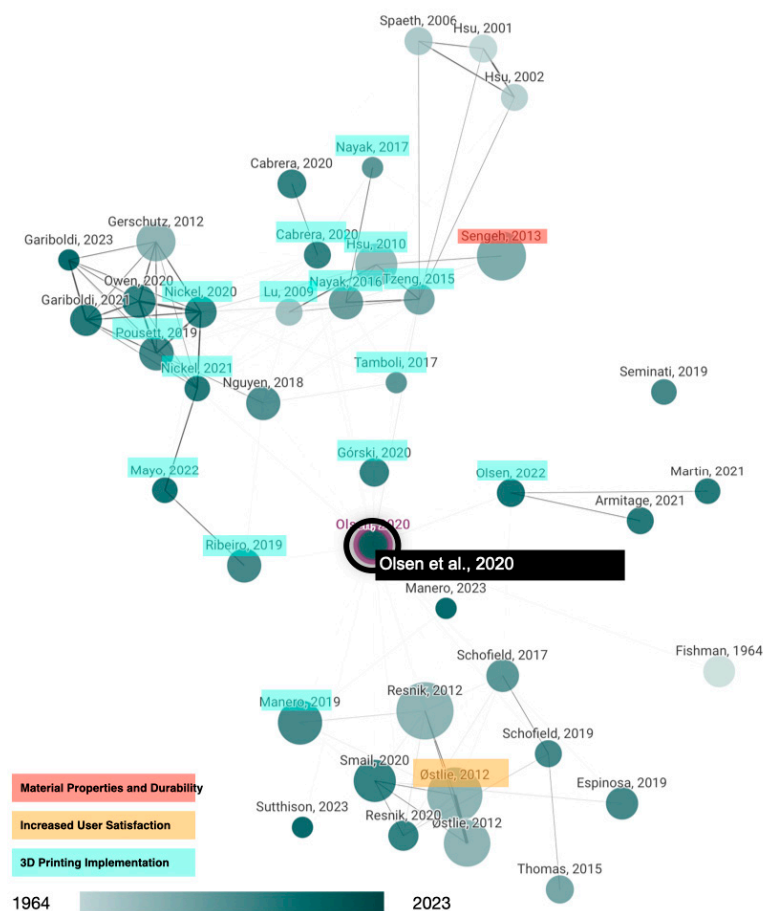 Spaeth, 2006
Hsu, 2001
Hsu, 2002
Nayak, 2017
Cabrera, 2020
Gerschutz, 2012
Cabrera, 2020
Sengeh, 2013
Gariboldi, 2023
Hsu, 2010
Owen, 2020
Nayak, 2016
Tzeng, 2015
Gariboldi, 2021
Nickel, 2020
Lu, 2009
Pousett, 2019
Nickel, 2021
Nguyen, 2018
Tamboli, 2017
Seminati, 2019
Górski, 2020
Mayo, 2022
Olsen, 2022
Martin, 2021
Armitage, 2021
Olsen, 2020
Ribeiro, 2019
Olsen et al., 2020
Manero, 2023
Schofield, 2017
Fishman, 1964
Resnik, 2012
Manero, 2019
Schofield, 2019
Smail, 2020
Østlie, 2012
Espinosa, 2019
Material Properties and Durability
Sutthison, 2023
Resnik, 2020
Østlie, 2012
Increased User Satisfaction
3D Printing Implementation
Thomas, 2015
1964
2023